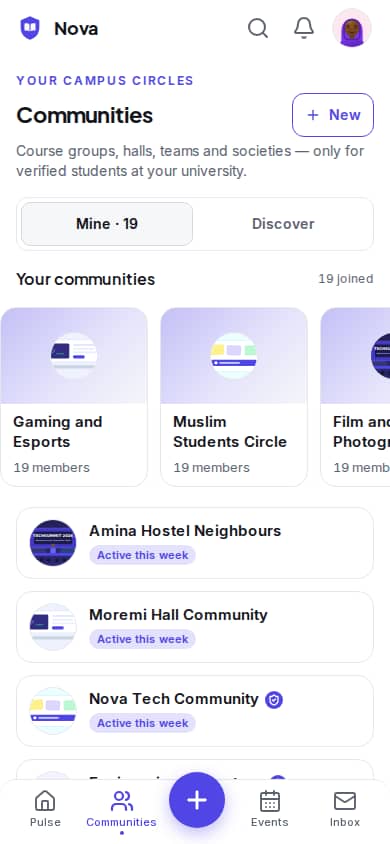 Nova
YOUR CAMPUS CIRCLES
Communities
+ New
Course groups, halls, teams and societies — only for
verified students at your university.
Mine · 19
Discover
Your communities
19 joined
Gaming and
Esports
19 members
Muslim
Students Circle
19 members
Film and
19 memb
Amina Hostel Neighbours
Active this week
Moremi Hall Community
Active this week
Nova Tech Community
Active this week
Pulse
Communities
Events
Inbox